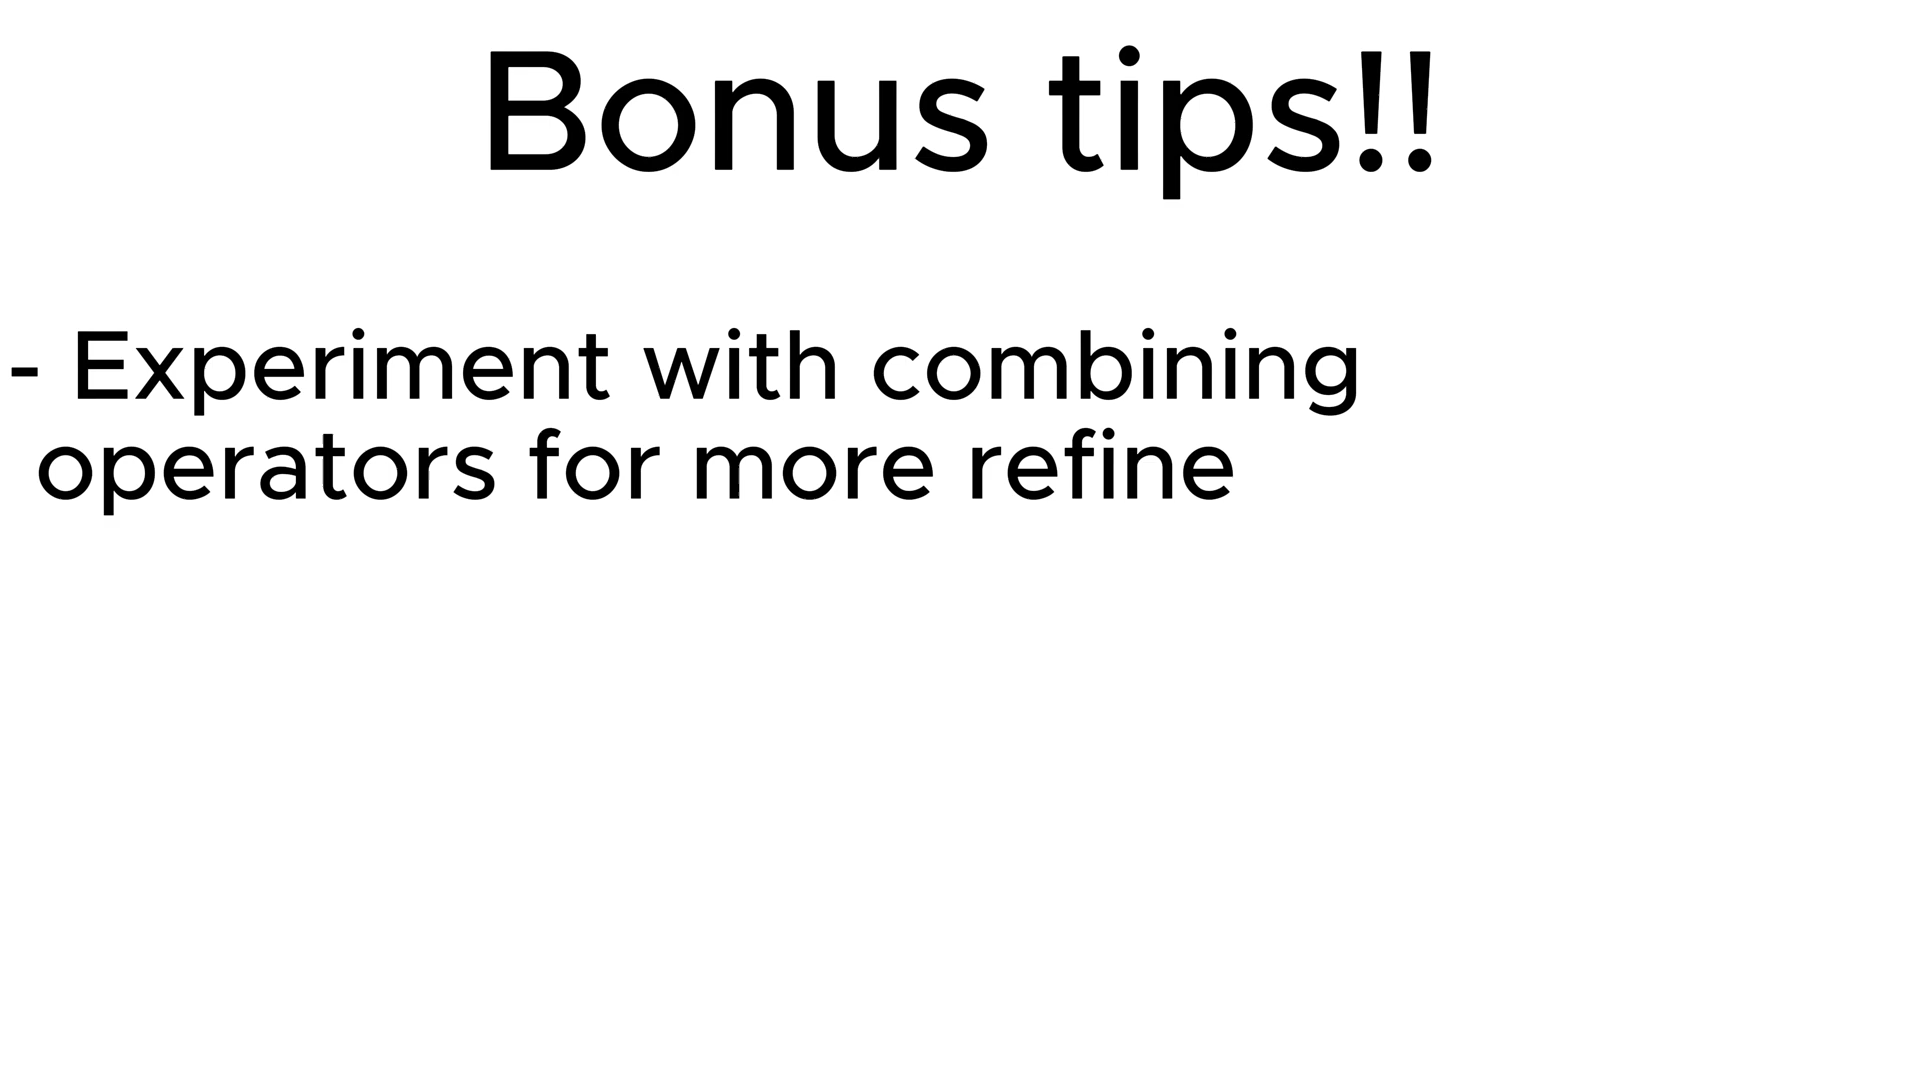 Bonus tips!!
- Experiment with combining
operators for more refine